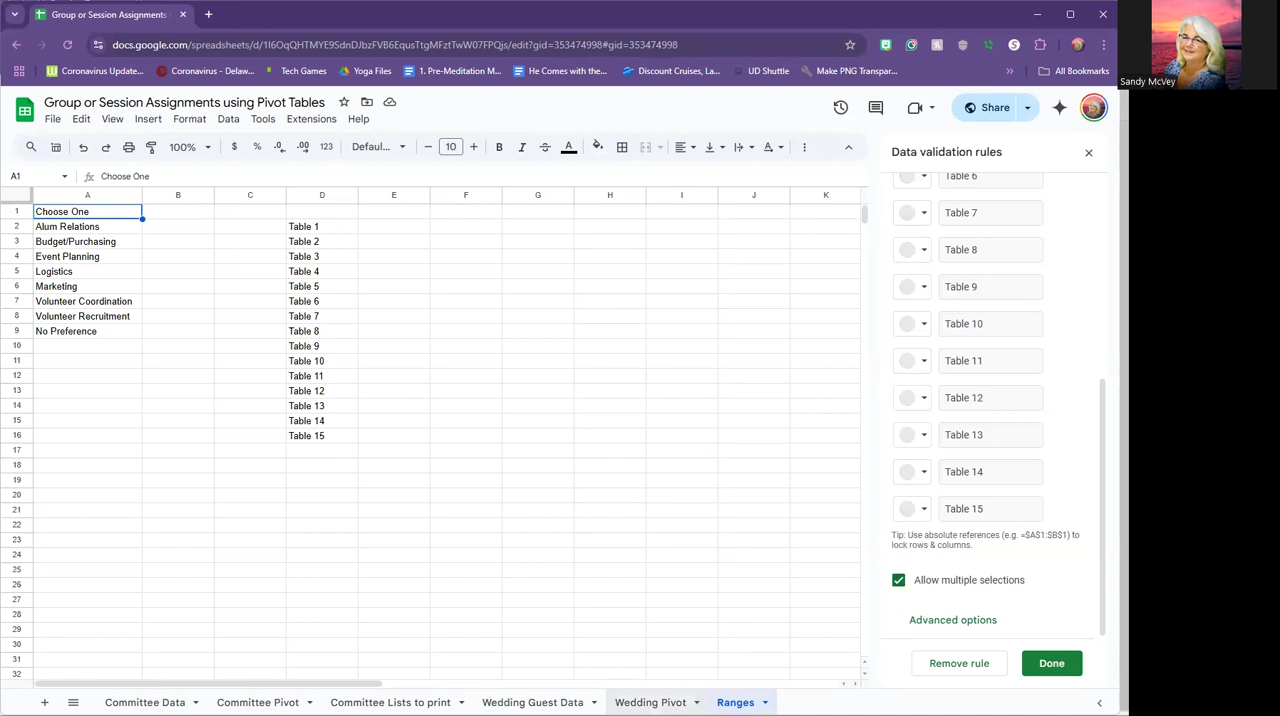 Group or Session Assignments
docs.google.com/spreadsheets/d/1I6OqQHTMYE9SdnDJbzFVB6EqusTtgMFztTwW07FPQjs/edit?gid=353474998#gid=353474998
Coronavirus Update... Coronavirus - Delaw... Tech Games Yoga Files 1. Pre-Meditation M... He Comes with the... Discount Cruises, La... UD Shuttle Make PNG Transpar... » All Bookmarks
Sandy McVey
Group or Session Assignments using Pivot Tables
Share
File Edit View Insert Format Data Tools Extensions Help
100% $ % .0 .00 123 Defaul... 10 B I A
Data validation rules
A1 fx Choose One
A B C D E F G H I J K
1 Choose One
2 Alum Relations Table 1
3 Budget/Purchasing Table 2
4 Event Planning Table 3
5 Logistics Table 4
6 Marketing Table 5
7 Volunteer Coordination Table 6
8 Volunteer Recruitment Table 7
9 No Preference Table 8
10 Table 9
11 Table 10
12 Table 11
13 Table 12
14 Table 13
15 Table 14
16 Table 15
17
18
19
20
21
22
23
24
25
26
27
28
29
30
31
32
Table 6
Table 7
Table 8
Table 9
Table 10
Table 11
Table 12
Table 13
Table 14
Table 15
Tip: Use absolute references (e.g. =$A$1:$B$1) to
lock rows & columns.
Allow multiple selections
Advanced options
Remove rule Done
Committee Data Committee Pivot Committee Lists to print Wedding Guest Data Wedding Pivot Ranges